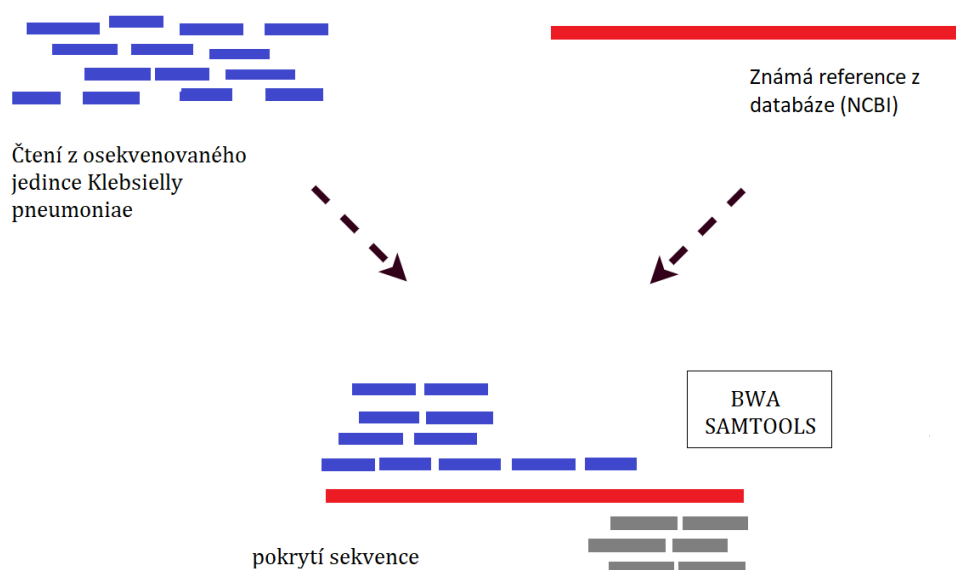 Známá reference z
databáze (NCBI)
Čtení z osekvenovaného
jedince Klebsielly
pneumoniae
BWA
SAMTOOLS
pokrytí sekvence